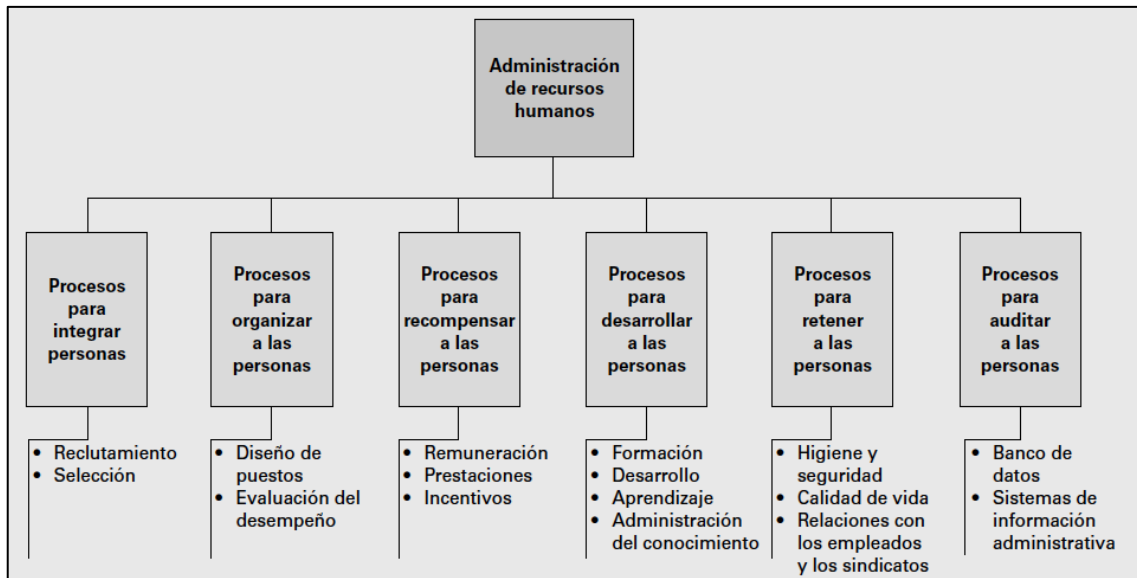 Administración
de recursos
humanos
Procesos
para
integrar
personas
Procesos
para
organizar
a las
personas
Procesos
para
recompensar
a las
personas
Procesos
para
desarrollar
a las
personas
Procesos
para
retener
a las
personas
Procesos
para
auditar
a las
personas
• Reclutamiento
• Selección
• Diseño de
puestos
• Evaluación del
desempeño
• Remuneración
• Prestaciones
• Incentivos
• Formación
• Desarrollo
• Aprendizaje
• Administración
del conocimiento
• Higiene y
seguridad
• Calidad de vida
• Relaciones con
los empleados
y los sindicatos
• Banco de
datos
• Sistemas de
información
administrativa